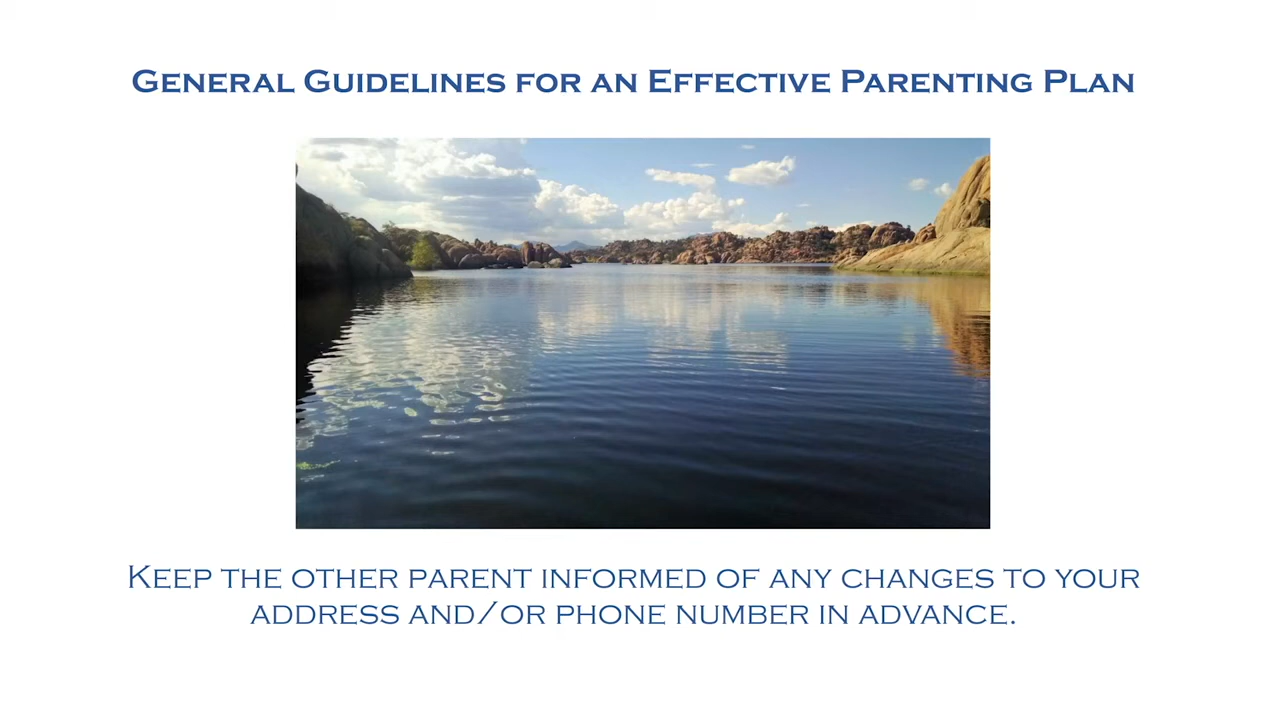 General Guidelines for an Effective Parenting Plan
Keep the other parent informed of any changes to your
address and/or phone number in advance.